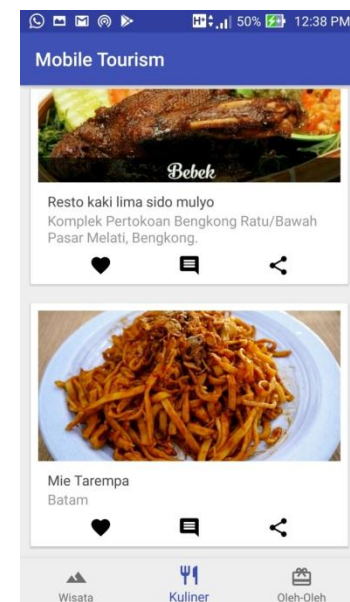 H+ 50% 12:38 PM
Mobile Tourism
Bebek
Resto kaki lima sido mulyo
Komplek Pertokoan Bengkong Ratu/Bawah
Pasar Melati, Bengkong.
Mie Tarempa
Batam
Wisata Kuliner Oleh-Oleh